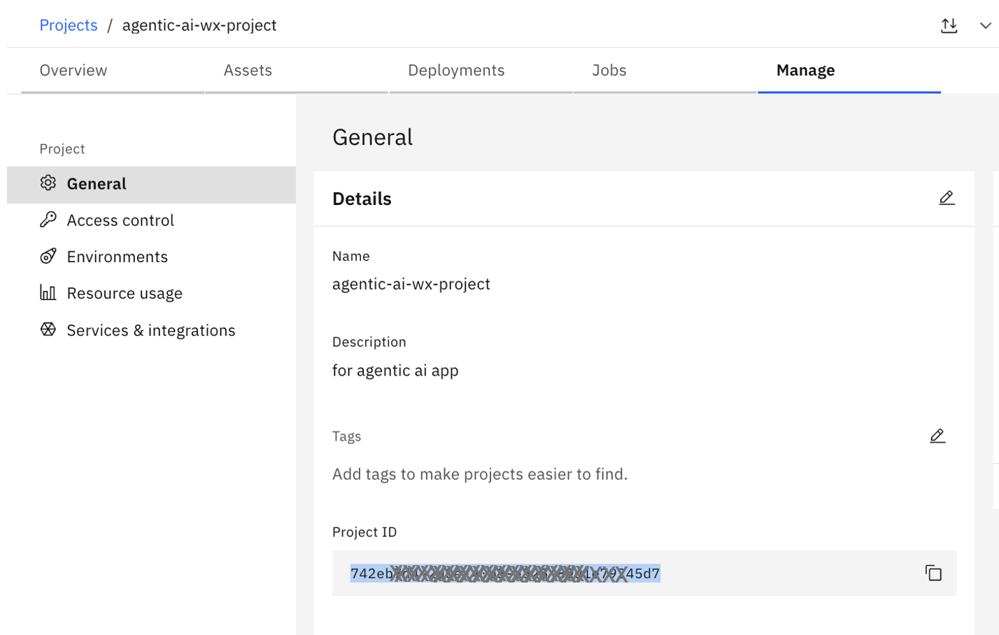 Projects / agentic-ai-wx-project
Overview Assets Deployments Jobs Manage
Project
General
Access control
Environments
Resource usage
Services & integrations
General
Details
Name
agentic-ai-wx-project
Description
for agentic ai app
Tags
Add tags to make projects easier to find.
Project ID
742eb 45d7